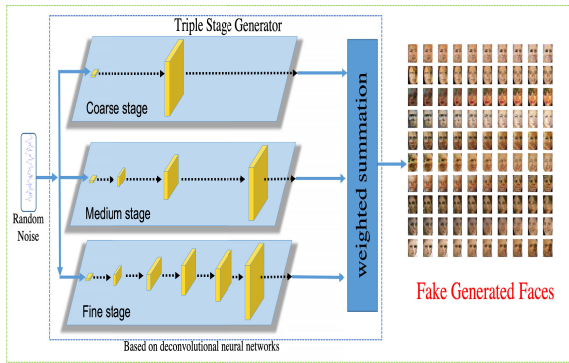 Triple Stage Generator
Coarse stage
Medium stage
Fine stage
Random
Noise
weighted summation
Fake Generated Faces
Based on deconvolutional neural networks